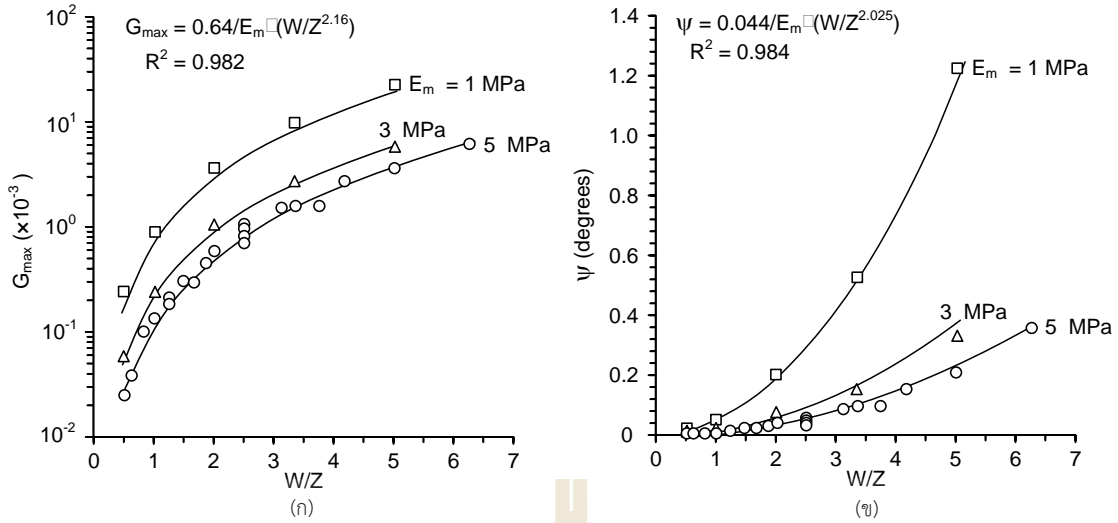 G_max = 0.64/E_m□(W/Z^2.16)
R² = 0.982
E_m = 1 MPa
3 MPa
5 MPa
G_max (×10⁻³)
10²
10¹
10⁰
10⁻¹
10⁻²
0 1 2 3 4 5 6 7
W/Z
(ก)
ψ = 0.044/E_m□(W/Z^2.025)
R² = 0.984
E_m = 1 MPa
3 MPa
5 MPa
ψ (degrees)
1.4
1.2
1.0
0.8
0.6
0.4
0.2
0
0 1 2 3 4 5 6 7
W/Z
(ข)